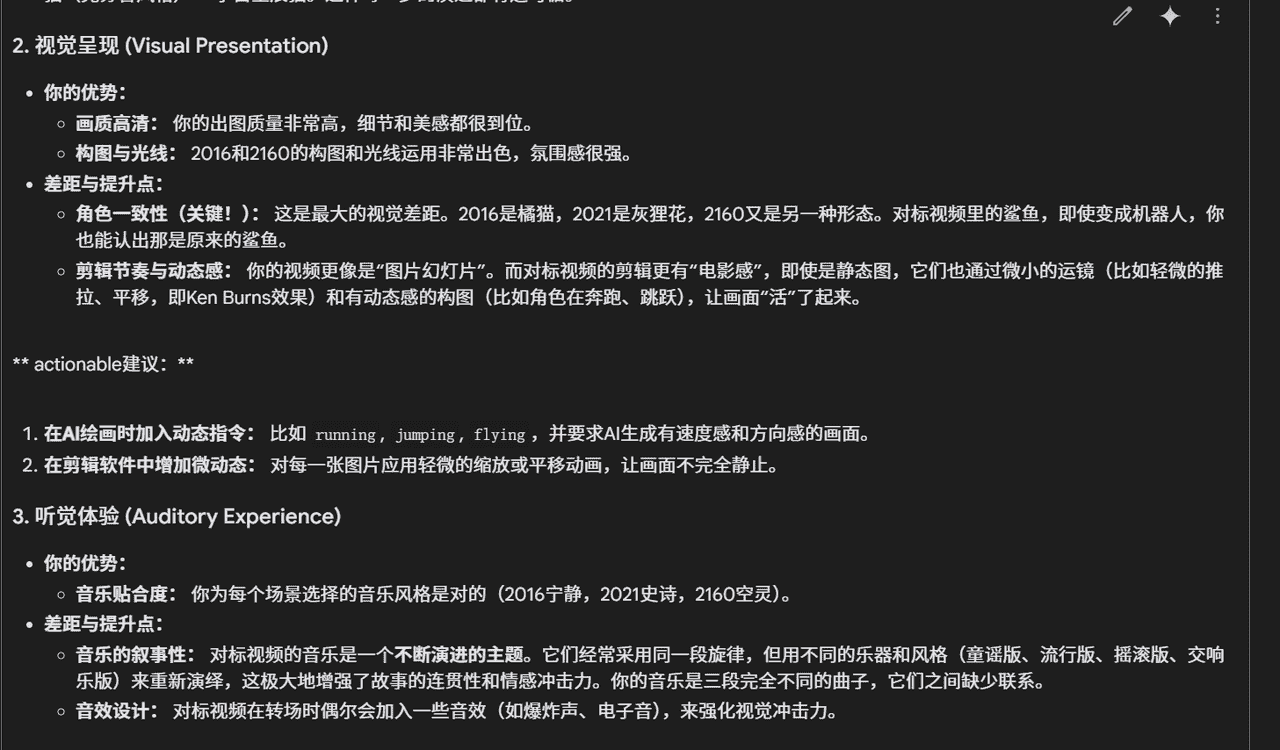 2. 视觉呈现 (Visual Presentation)
• 你的优势：
◦ 画质高清： 你的出图质量非常高，细节和美感都很到位。
◦ 构图与光线： 2016和2160的构图和光线运用非常出色，氛围感很强。
• 差距与提升点：
◦ 角色一致性（关键！）： 这是最大的视觉差距。2016是橘猫，2021是灰狸花，2160又是另一种形态。对标视频里的鲨鱼，即使变成机器人，你
也能认出那是原来的鲨鱼。
◦ 剪辑节奏与动态感： 你的视频更像是“图片幻灯片”。而对标视频的剪辑更有“电影感”，即使是静态图，它们也通过微小的运镜（比如轻微的推
拉、平移，即Ken Burns效果）和有动态感的构图（比如角色在奔跑、跳跃），让画面“活”了起来。
** actionable建议：**
1. 在AI绘画时加入动态指令： 比如 running, jumping, flying ，并要求AI生成有速度感和方向感的画面。
2. 在剪辑软件中增加微动态： 对每一张图片应用轻微的缩放或平移动画，让画面不完全静止。
3. 听觉体验 (Auditory Experience)
• 你的优势：
◦ 音乐贴合度： 你为每个场景选择的音乐风格是对的（2016宁静，2021史诗，2160空灵）。
• 差距与提升点：
◦ 音乐的叙事性： 对标视频的音乐是一个不断演进的主题。它们经常采用同一段旋律，但用不同的乐器和风格（童谣版、流行版、摇滚版、交响
乐版）来重新演绎，这极大地增强了故事的连贯性和情感冲击力。你的音乐是三段完全不同的曲子，它们之间缺少联系。
◦ 音效设计： 对标视频在转场时偶尔会加入一些音效（如爆炸声、电子音），来强化视觉冲击力。